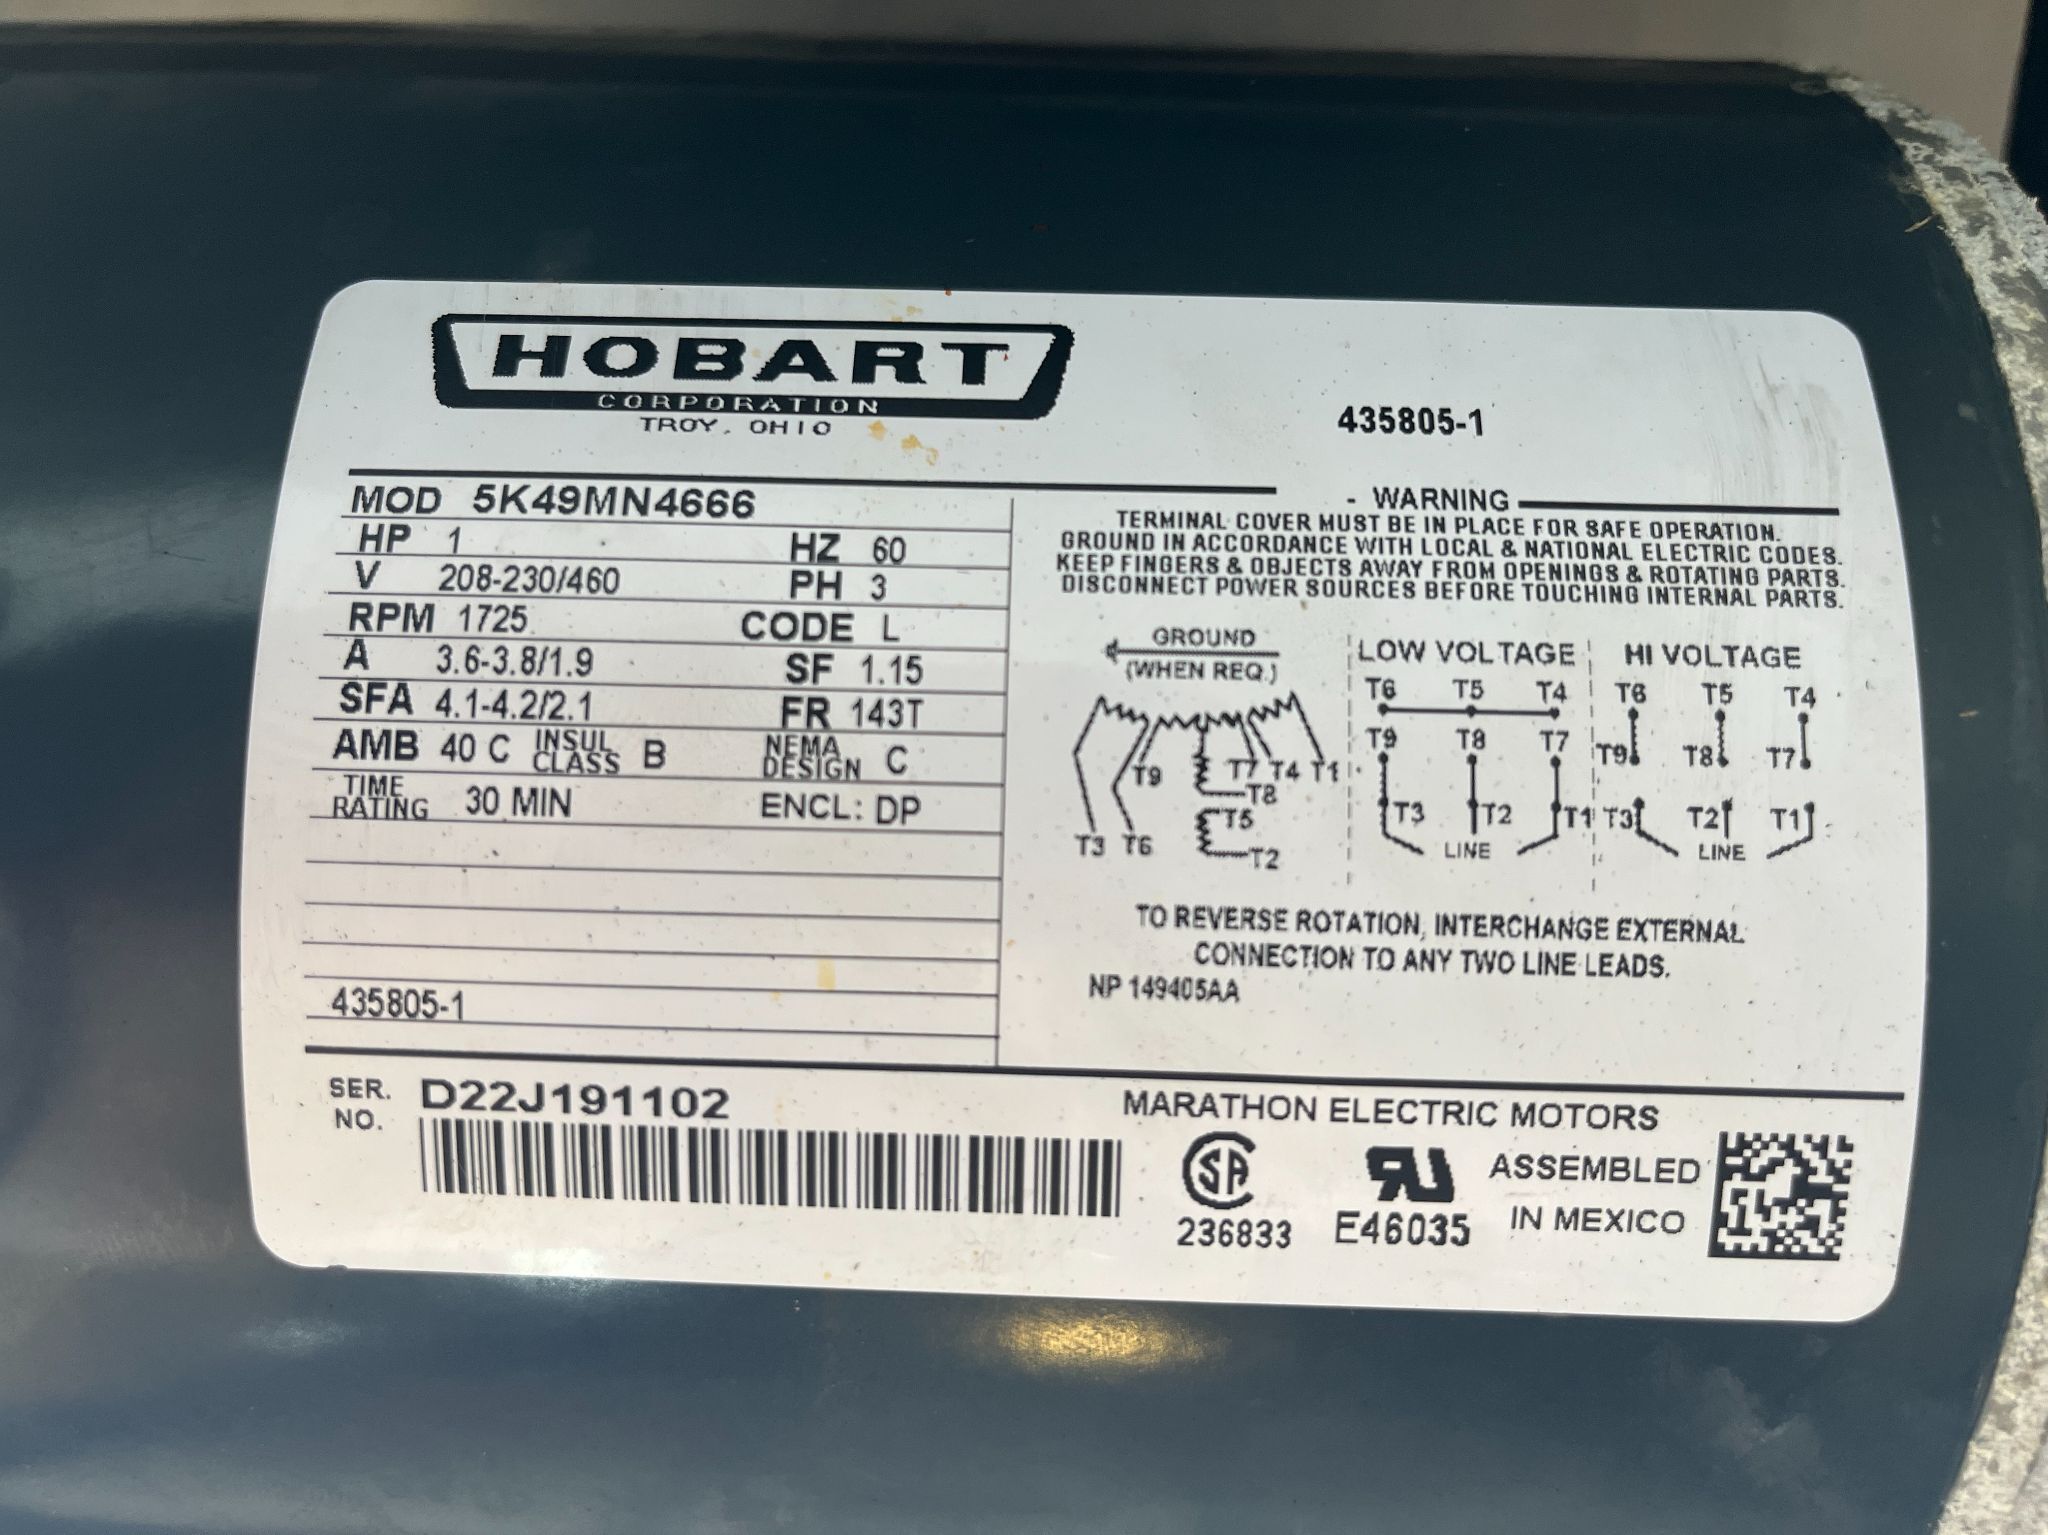 HOBART
CORPORATION
TROY, OHIO
435805-1
MOD 5K49MN4666
HP 1 HZ 60
V 208-230/460 PH 3
RPM 1725 CODE L
A 3.6-3.8/1.9 SF 1.15
SFA 4.1-4.2/2.1 FR 143T
AMB 40 C INSUL CLASS B NEMA DESIGN C
TIME RATING 30 MIN ENCL: DP
435805-1
- WARNING
TERMINAL COVER MUST BE IN PLACE FOR SAFE OPERATION.
GROUND IN ACCORDANCE WITH LOCAL & NATIONAL ELECTRIC CODES.
KEEP FINGERS & OBJECTS AWAY FROM OPENINGS & ROTATING PARTS.
DISCONNECT POWER SOURCES BEFORE TOUCHING INTERNAL PARTS.
GROUND
(WHEN REQ.)
T9 T7 T4 T1
T8
T5
T3 T6 T2
LOW VOLTAGE
T6 T5 T4
T9 T8 T7
T3 T2 T1
LINE
HI VOLTAGE
T6 T5 T4
T9 T8 T7
T3 T2 T1
LINE
TO REVERSE ROTATION, INTERCHANGE EXTERNAL
CONNECTION TO ANY TWO LINE LEADS.
NP 149405AA
SER. NO. D22J191102
MARATHON ELECTRIC MOTORS
SA
236833
RU
E46035
ASSEMBLED
IN MEXICO